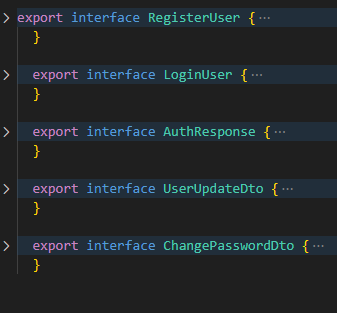 export interface RegisterUser {⋯
}
export interface LoginUser {⋯
}
export interface AuthResponse {⋯
}
export interface UserUpdateDto {⋯
}
export interface ChangePasswordDto {⋯
}